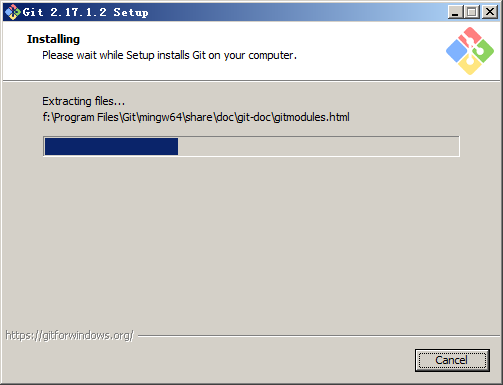 Git 2.17.1.2 Setup
Installing
Please wait while Setup installs Git on your computer.
Extracting files...
f:\Program Files\Git\mingw64\share\doc\git-doc\gitmodules.html
https://gitforwindows.org/
Cancel